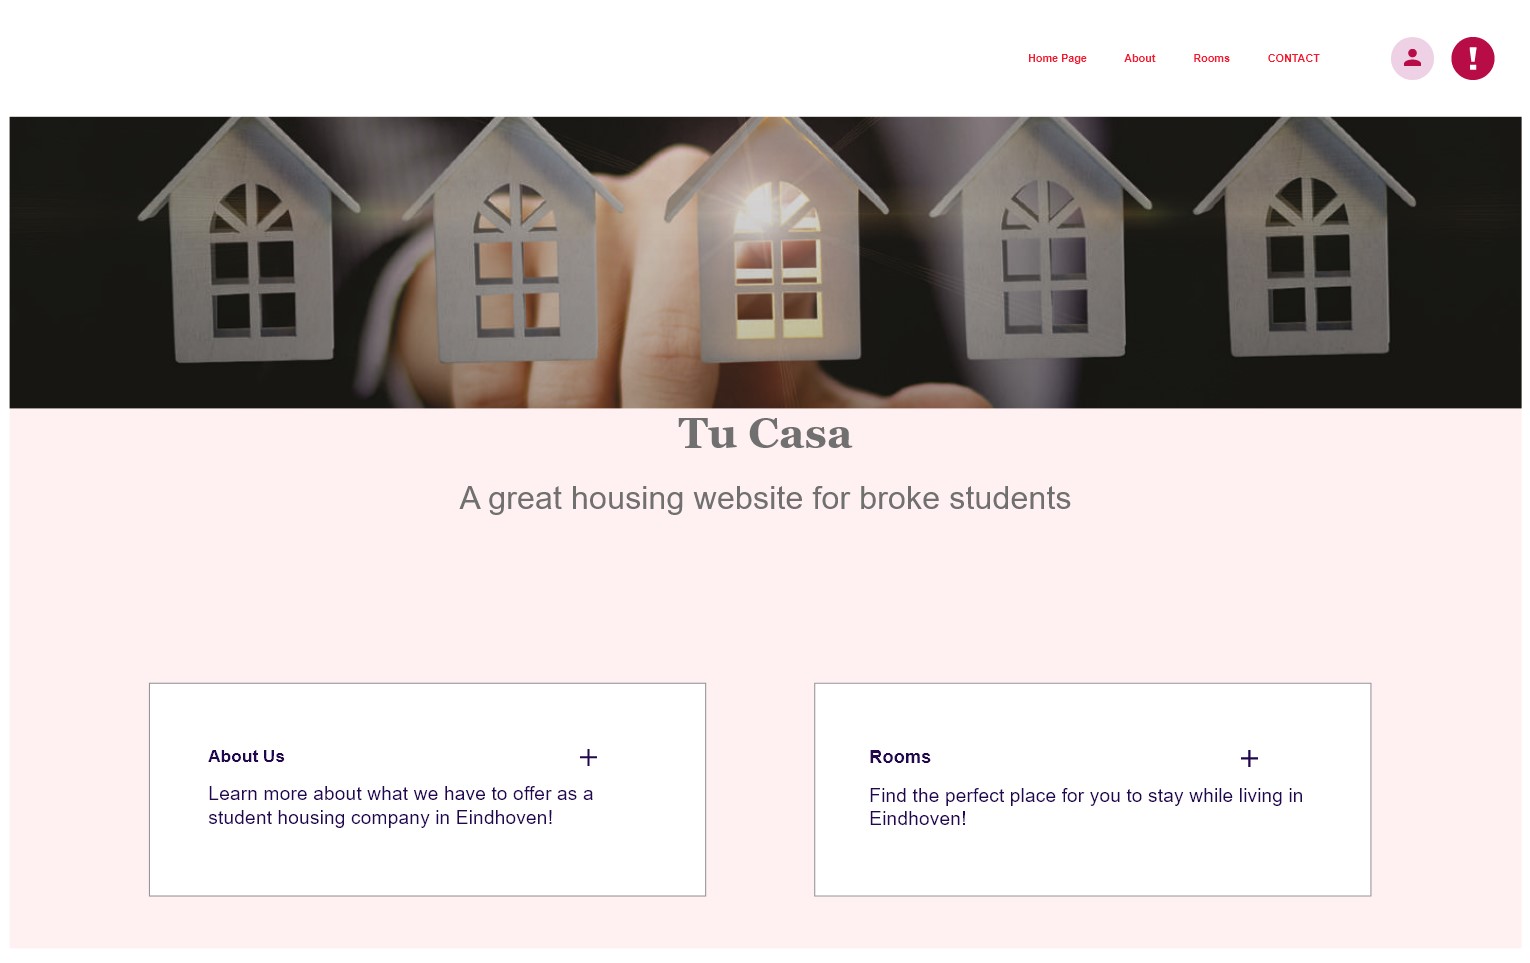 Home Page About Rooms CONTACT
!
Tu Casa
A great housing website for broke students
About Us
Learn more about what we have to offer as a
student housing company in Eindhoven!
Rooms
Find the perfect place for you to stay while living in
Eindhoven!